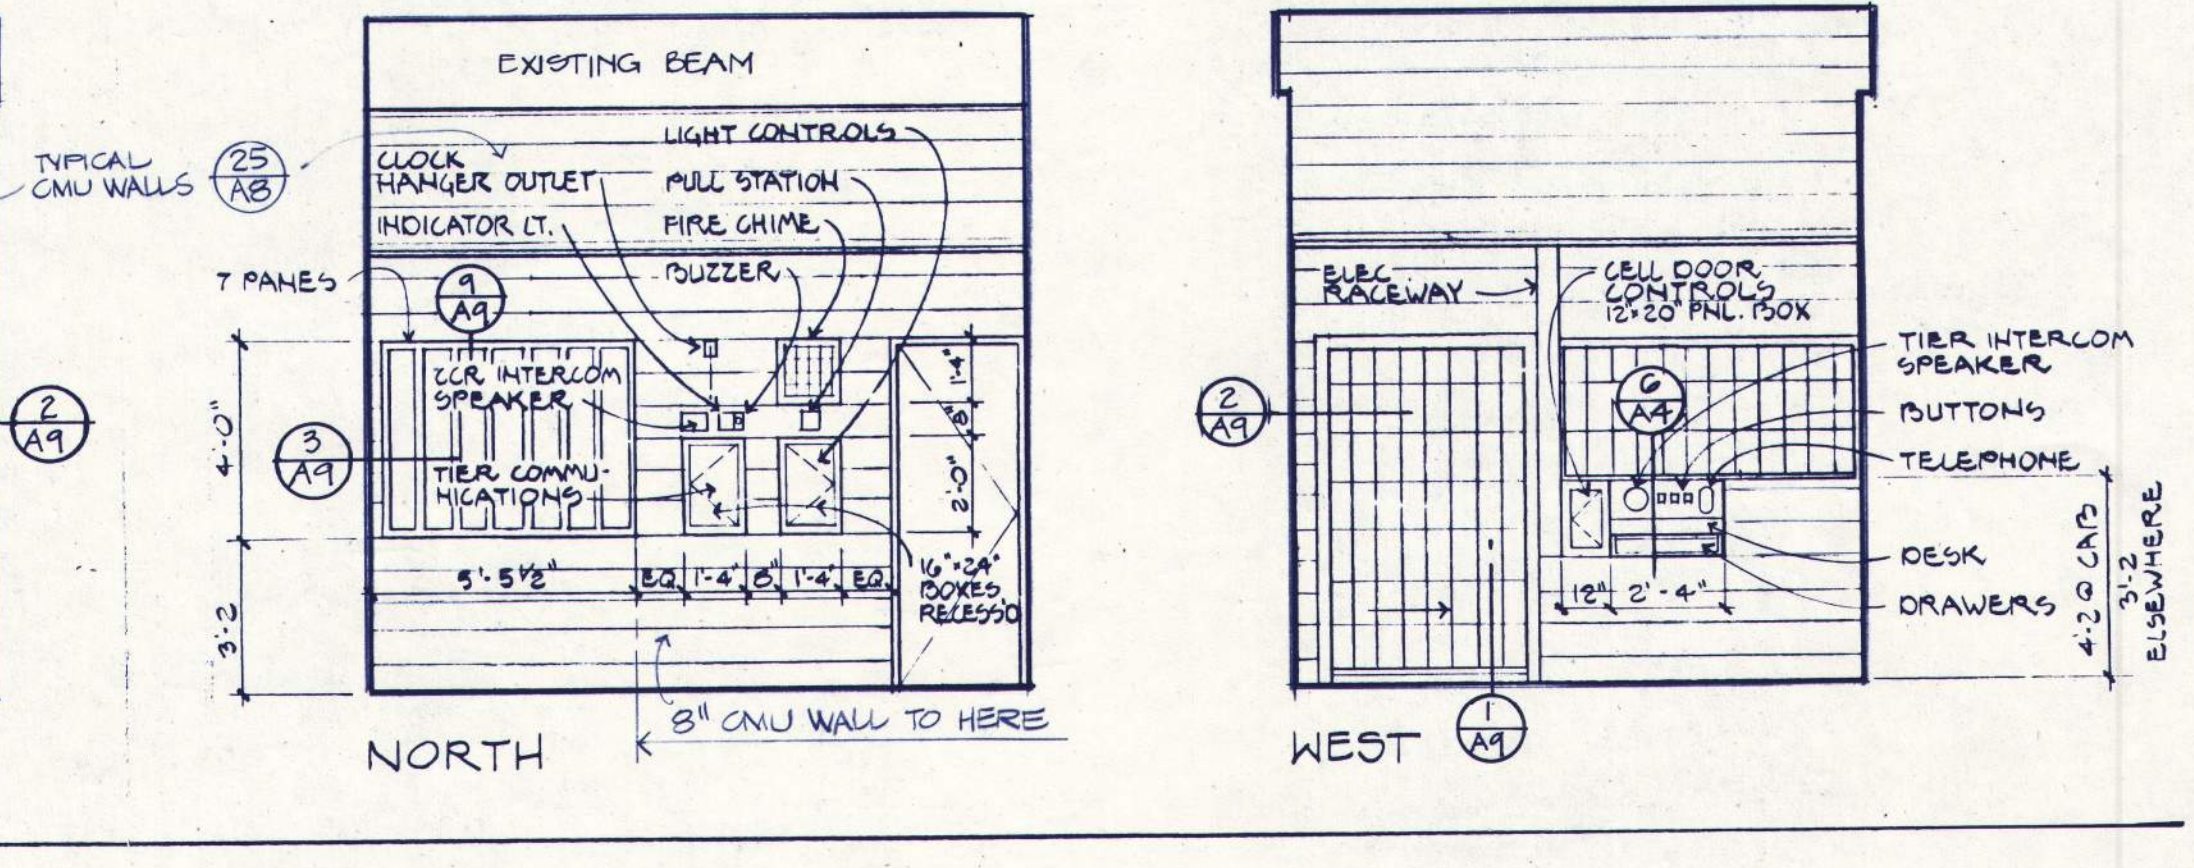 EXISTING BEAM
TYPICAL
CMU WALLS
25
A8
LIGHT CONTROLS
CLOCK
HANGER OUTLET
PULL STATION
INDICATOR LT.
FIRE CHIME
BUZZER
7 PANES
9
A9
2CR INTERCOM
SPEAKER
TIER COMMU-
NICATIONS
2
A9
3
A9
4'-0"
3'-2
1'-4"
8"
2'-0"
5'-5 1/2"
EQ
1'-4"
8"
1'-4"
EQ
16"x24"
BOXES
RECESS'D
8" CMU WALL TO HERE
NORTH
ELEC
RACEWAY
CELL DOOR
CONTROLS
12"x20" PNL. BOX
2
A9
6
A4
TIER INTERCOM
SPEAKER
BUTTONS
TELEPHONE
DESK
DRAWERS
12"
2'-4"
4'-2 @ CAB
3'-2
ELSEWHERE
WEST
1
A9